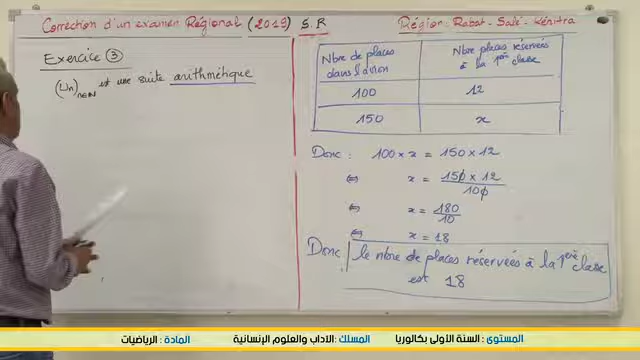 Correction d'un examen Régional (2019) S.R
Région: Rabat-Salé-Kénitra
Exercice ③
(Un)n∈ℕ est une suite arithmétique
Nbre de places dans l'avion
Nbre places réservées à la 1ère classe
100
12
150
x
Donc: 100 × x = 150 × 12
⇔ x = 150 × 12 / 100
⇔ x = 180 / 10
⇔ x = 18
Donc le nbre de places réservées à la 1ère classe
est 18
المستوى : السنة الأولى بكالوريا
المسلك :الآداب والعلوم الإنسانية
المادة : الرياضيات